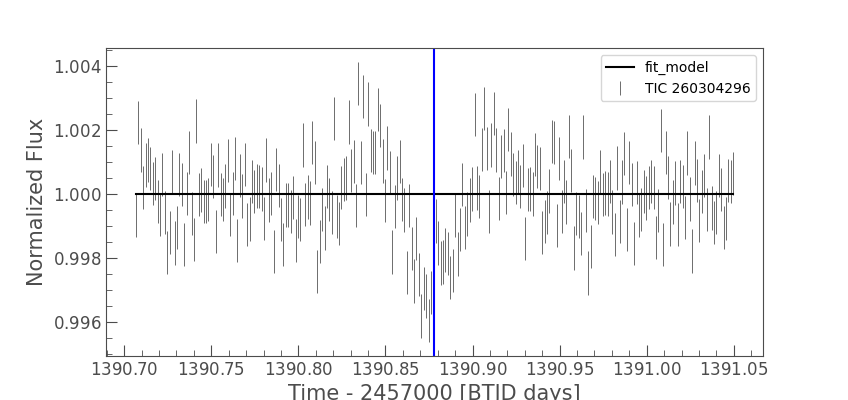 1.004
1.002
1.000
0.998
0.996
Normalized Flux
fit_model
TIC 260304296
1390.70 1390.75 1390.80 1390.85 1390.90 1390.95 1391.00 1391.05
Time - 2457000 [BTJD days]